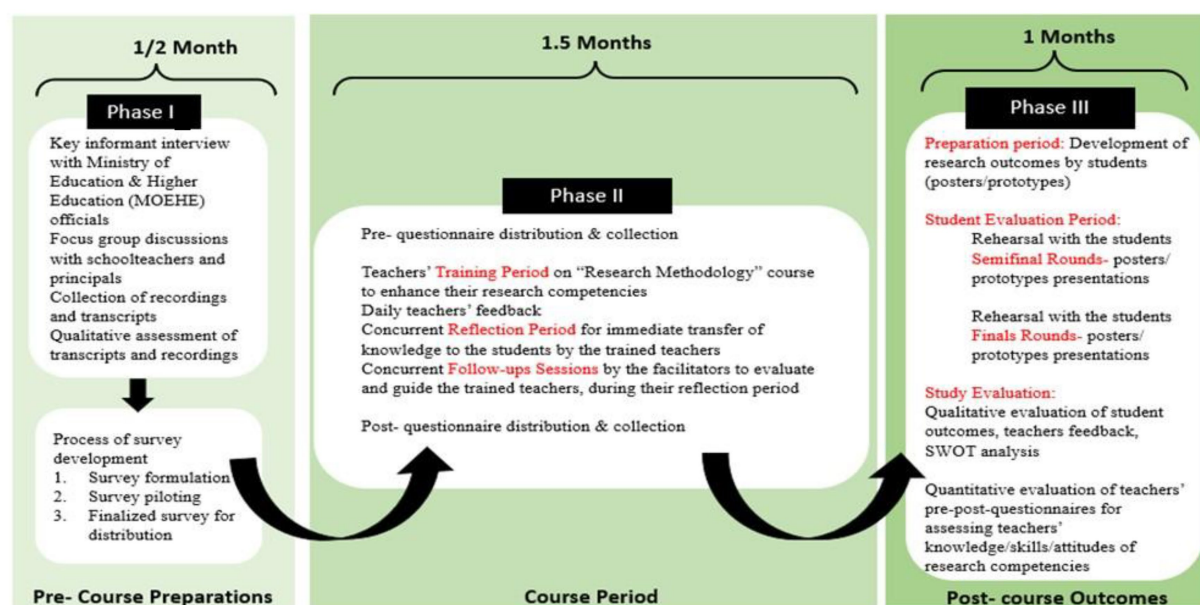 1/2 Month
Phase I
Key informant interview
with Ministry of
Education & Higher
Education (MOEHE)
officials
Focus group discussions
with schoolteachers and
principals
Collection of recordings
and transcripts
Qualitative assessment of
transcripts and recordings
Process of survey
development
1. Survey formulation
2. Survey piloting
3. Finalized survey for
distribution
Pre- Course Preparations
1.5 Months
Phase II
Pre- questionnaire distribution & collection
Teachers’ Training Period on “Research Methodology” course
to enhance their research competencies
Daily teachers’ feedback
Concurrent Reflection Period for immediate transfer of
knowledge to the students by the trained teachers
Concurrent Follow-ups Sessions by the facilitators to evaluate
and guide the trained teachers, during their reflection period
Post- questionnaire distribution & collection
Course Period
1 Months
Phase III
Preparation period: Development of
research outcomes by students
(posters/prototypes)
Student Evaluation Period:
Rehearsal with the students
Semifinal Rounds- posters/
prototypes presentations
Rehearsal with the students
Finals Rounds- posters/
prototypes presentations
Study Evaluation:
Qualitative evaluation of student
outcomes, teachers feedback,
SWOT analysis
Quantitative evaluation of teachers’
pre-post-questionnaires for
assessing teachers’
knowledge/skills/attitudes of
research competencies
Post- course Outcomes